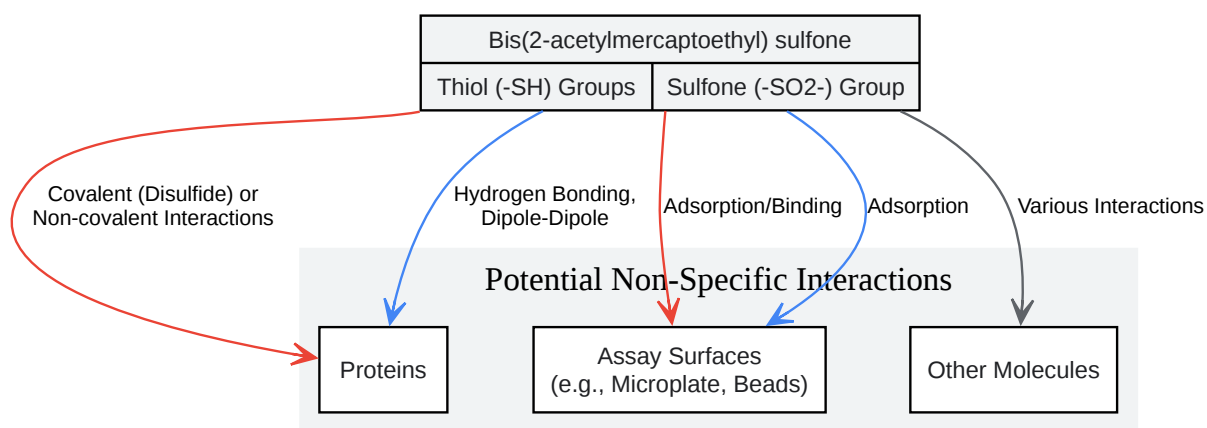 Bis(2-acetylmercaptoethyl) sulfone
Thiol (-SH) Groups
Sulfone (-SO2-) Group
Covalent (Disulfide) or
Non-covalent Interactions
Hydrogen Bonding,
Dipole-Dipole
Adsorption/Binding
Adsorption
Various Interactions
Potential Non-Specific Interactions
Proteins
Assay Surfaces
(e.g., Microplate, Beads)
Other Molecules